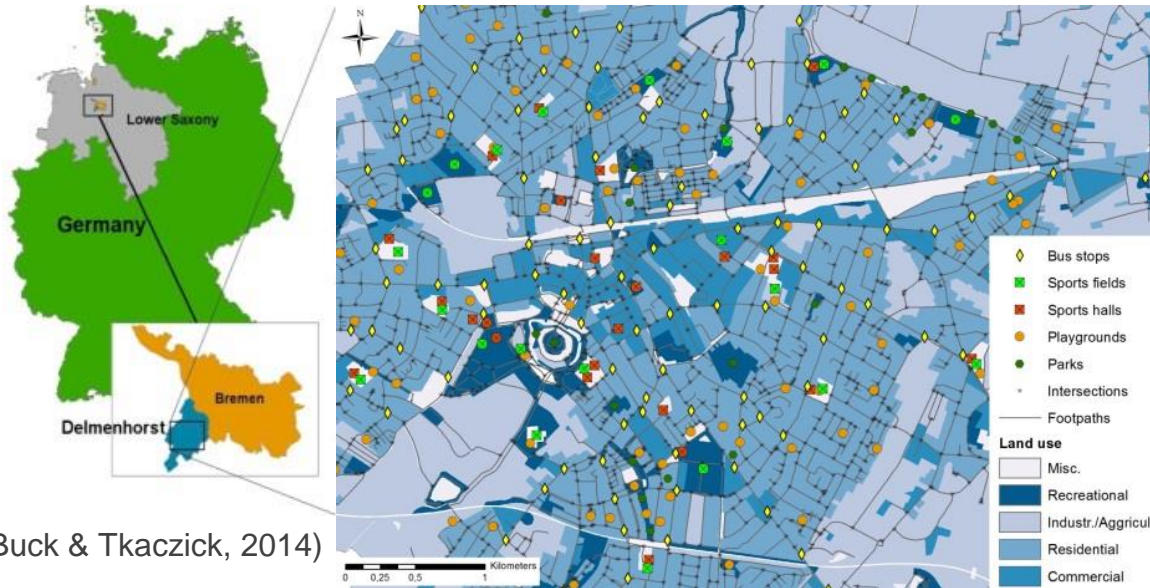 Lower Saxony
Germany
Bremen
Delmenhorst
Buck & Tkaczick, 2014)
N
Bus stops
Sports fields
Sports halls
Playgrounds
Parks
Intersections
Footpaths
Land use
Misc.
Recreational
Industr./Aggricul
Residential
Commercial
Kilometers
0 0,25 0,5 1